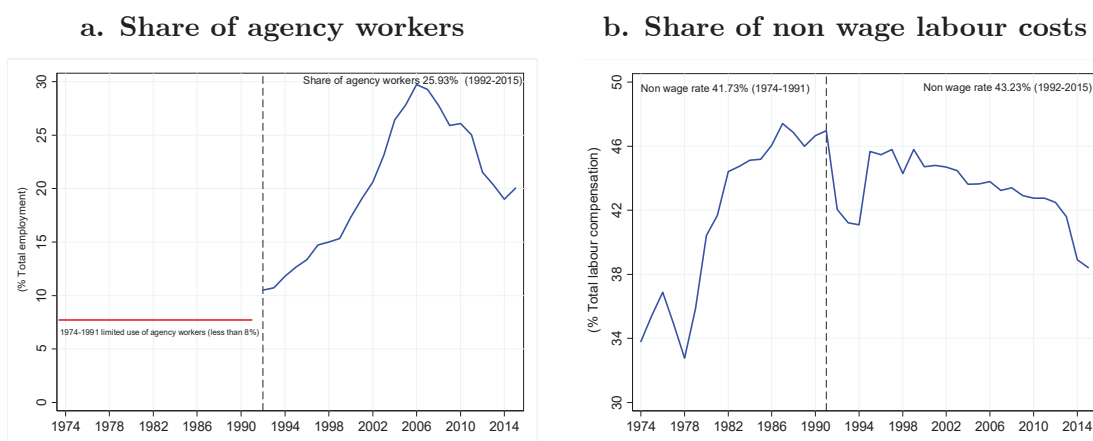 a. Share of agency workers
Share of agency workers 25.93% (1992-2015)
(% Total employment)
30
25
20
15
10
5
0
1974-1991 limited use of agency workers (less than 8%)
1974 1978 1982 1986 1990 1994 1998 2002 2006 2010 2014
b. Share of non wage labour costs
Non wage rate 41.73% (1974-1991)
Non wage rate 43.23% (1992-2015)
(% Total labour compensation)
50
46
42
38
34
30
1974 1978 1982 1986 1990 1994 1998 2002 2006 2010 2014